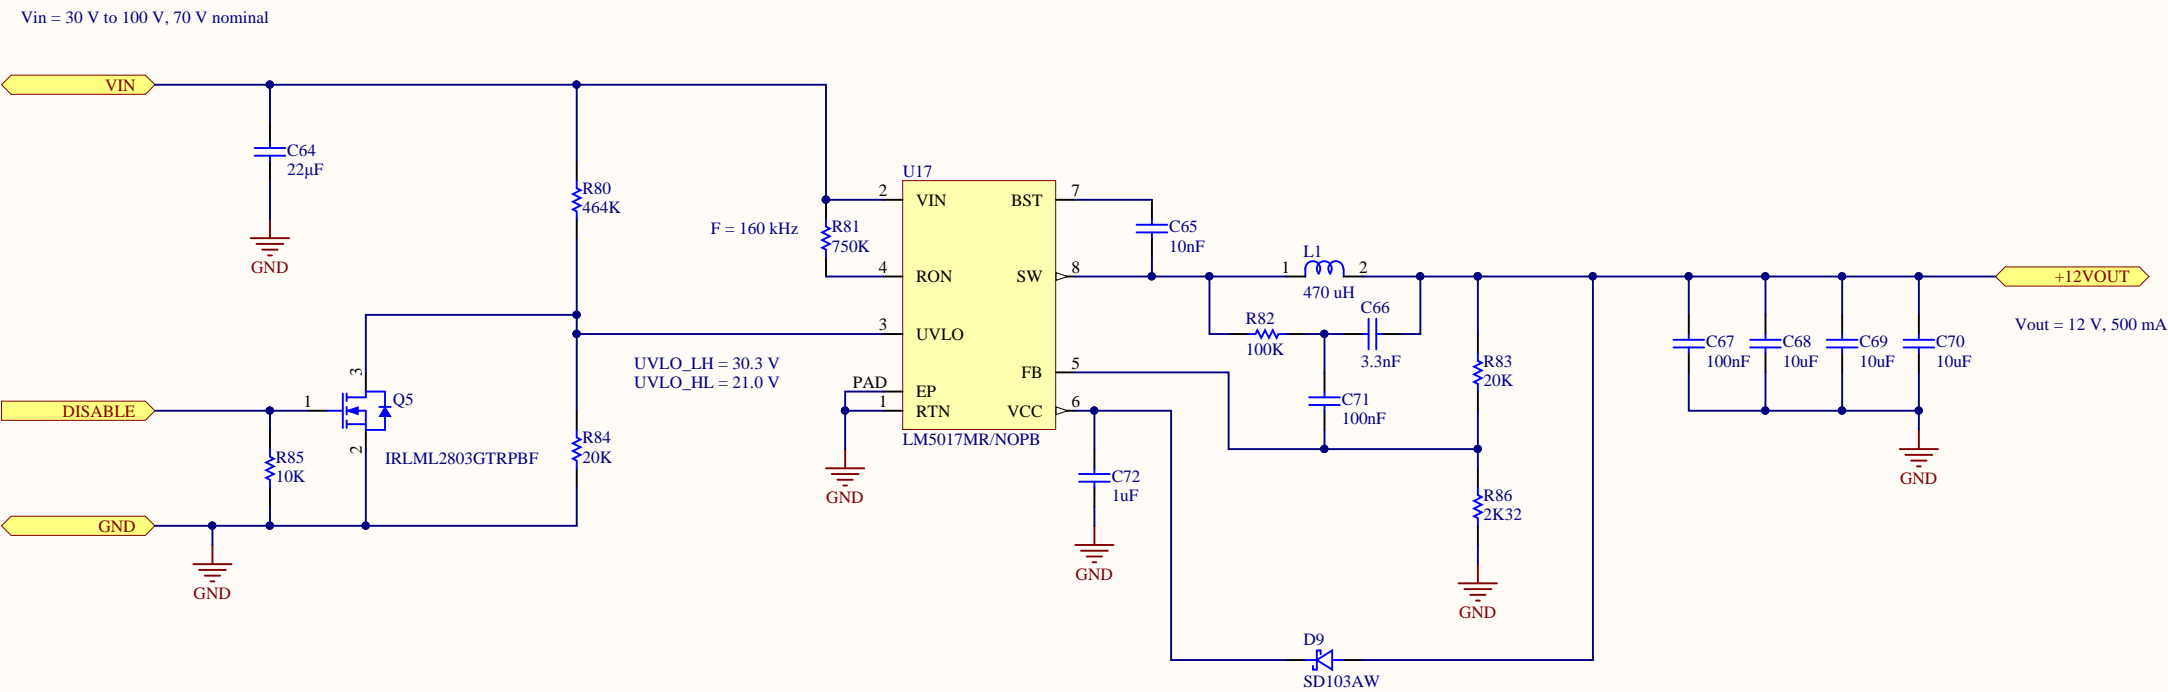 Vin = 30 V to 100 V, 70 V nominal
VIN
C64
22µF
GND
R80
464K
F = 160 kHz
R81
750K
U17
2
VIN
4
RON
3
UVLO
PAD
EP
1
RTN
BST
7
SW
8
FB
5
VCC
6
LM5017MR/NOPB
GND
UVLO_LH = 30.3 V
UVLO_HL = 21.0 V
DISABLE
1
3
2
Q5
IRLML2803GTRPBF
R85
10K
R84
20K
GND
GND
C65
10nF
L1
1
2
470 uH
R82
100K
C66
3.3nF
C71
100nF
C72
1uF
GND
R83
20K
R86
2K32
GND
D9
SD103AW
C67
100nF
C68
10uF
C69
10uF
C70
10uF
GND
+12VOUT
Vout = 12 V, 500 mA